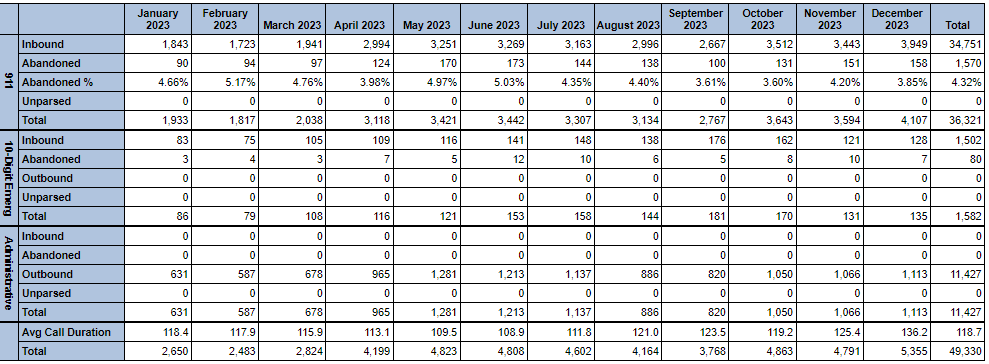 January 2023 February 2023 March 2023 April 2023 May 2023 June 2023 July 2023 August 2023 September 2023 October 2023 November 2023 December 2023 Total
911
Inbound 1,843 1,723 1,941 2,994 3,251 3,269 3,163 2,996 2,667 3,512 3,443 3,949 34,751
Abandoned 90 94 97 124 170 173 144 138 100 131 151 158 1,570
Abandoned % 4.66% 5.17% 4.76% 3.98% 4.97% 5.03% 4.35% 4.40% 3.61% 3.60% 4.20% 3.85% 4.32%
Unparsed 0 0 0 0 0 0 0 0 0 0 0 0 0
Total 1,933 1,817 2,038 3,118 3,421 3,442 3,307 3,134 2,767 3,643 3,594 4,107 36,321
10-Digit Emerg
Inbound 83 75 105 109 116 141 148 138 176 162 121 128 1,502
Abandoned 3 4 3 7 5 12 10 6 5 8 10 7 80
Outbound 0 0 0 0 0 0 0 0 0 0 0 0 0
Unparsed 0 0 0 0 0 0 0 0 0 0 0 0 0
Total 86 79 108 116 121 153 158 144 181 170 131 135 1,582
Administrative
Inbound 0 0 0 0 0 0 0 0 0 0 0 0 0
Abandoned 0 0 0 0 0 0 0 0 0 0 0 0 0
Outbound 631 587 678 965 1,281 1,213 1,137 886 820 1,050 1,066 1,113 11,427
Unparsed 0 0 0 0 0 0 0 0 0 0 0 0 0
Total 631 587 678 965 1,281 1,213 1,137 886 820 1,050 1,066 1,113 11,427
Avg Call Duration 118.4 117.9 115.9 113.1 109.5 108.9 111.8 121.0 123.5 119.2 125.4 136.2 118.7
Total 2,650 2,483 2,824 4,199 4,823 4,808 4,602 4,164 3,768 4,863 4,791 5,355 49,330